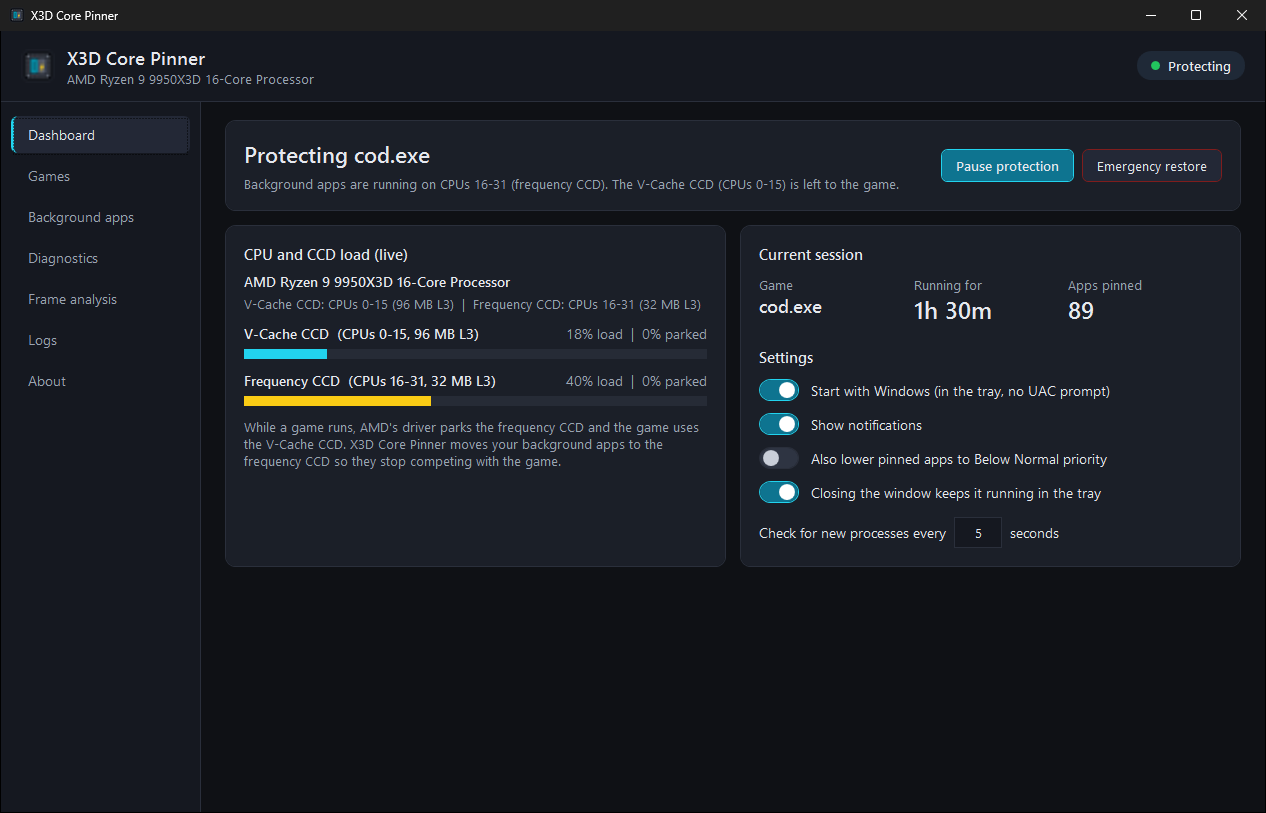 X3D Core Pinner
X3D Core Pinner
AMD Ryzen 9 9950X3D 16-Core Processor
Protecting
Dashboard
Games
Background apps
Diagnostics
Frame analysis
Logs
About
Protecting cod.exe
Background apps are running on CPUs 16-31 (frequency CCD). The V-Cache CCD (CPUs 0-15) is left to the game.
Pause protection
Emergency restore
CPU and CCD load (live)
AMD Ryzen 9 9950X3D 16-Core Processor
V-Cache CCD: CPUs 0-15 (96 MB L3) | Frequency CCD: CPUs 16-31 (32 MB L3)
V-Cache CCD (CPUs 0-15, 96 MB L3) 18% load | 0% parked
Frequency CCD (CPUs 16-31, 32 MB L3) 40% load | 0% parked
While a game runs, AMD's driver parks the frequency CCD and the game uses
the V-Cache CCD. X3D Core Pinner moves your background apps to the
frequency CCD so they stop competing with the game.
Current session
Game Running for Apps pinned
cod.exe 1h 30m 89
Settings
Start with Windows (in the tray, no UAC prompt)
Show notifications
Also lower pinned apps to Below Normal priority
Closing the window keeps it running in the tray
Check for new processes every 5 seconds